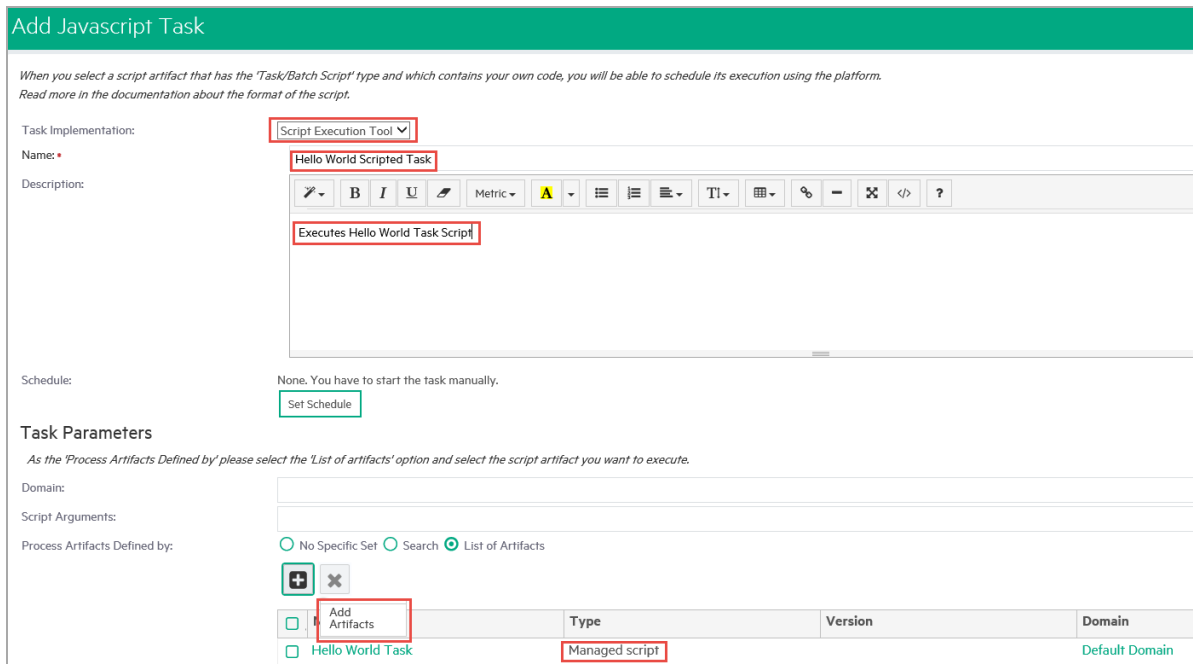 Add Javascript Task
When you select a script artifact that has the 'Task/Batch Script' type and which contains your own code, you will be able to schedule its execution using the platform.
Read more in the documentation about the format of the script.
Task Implementation:
Script Execution Tool
Name:
Hello World Scripted Task
Description:
B I U Metric A T! </> ?
Executes Hello World Task Script
Schedule:
None. You have to start the task manually.
Set Schedule
Task Parameters
As the 'Process Artifacts Defined by' please select the 'List of artifacts' option and select the script artifact you want to execute.
Domain:
Script Arguments:
Process Artifacts Defined by:
No Specific Set Search List of Artifacts
Add
Artifacts
Type Version Domain
Hello World Task Managed script Default Domain